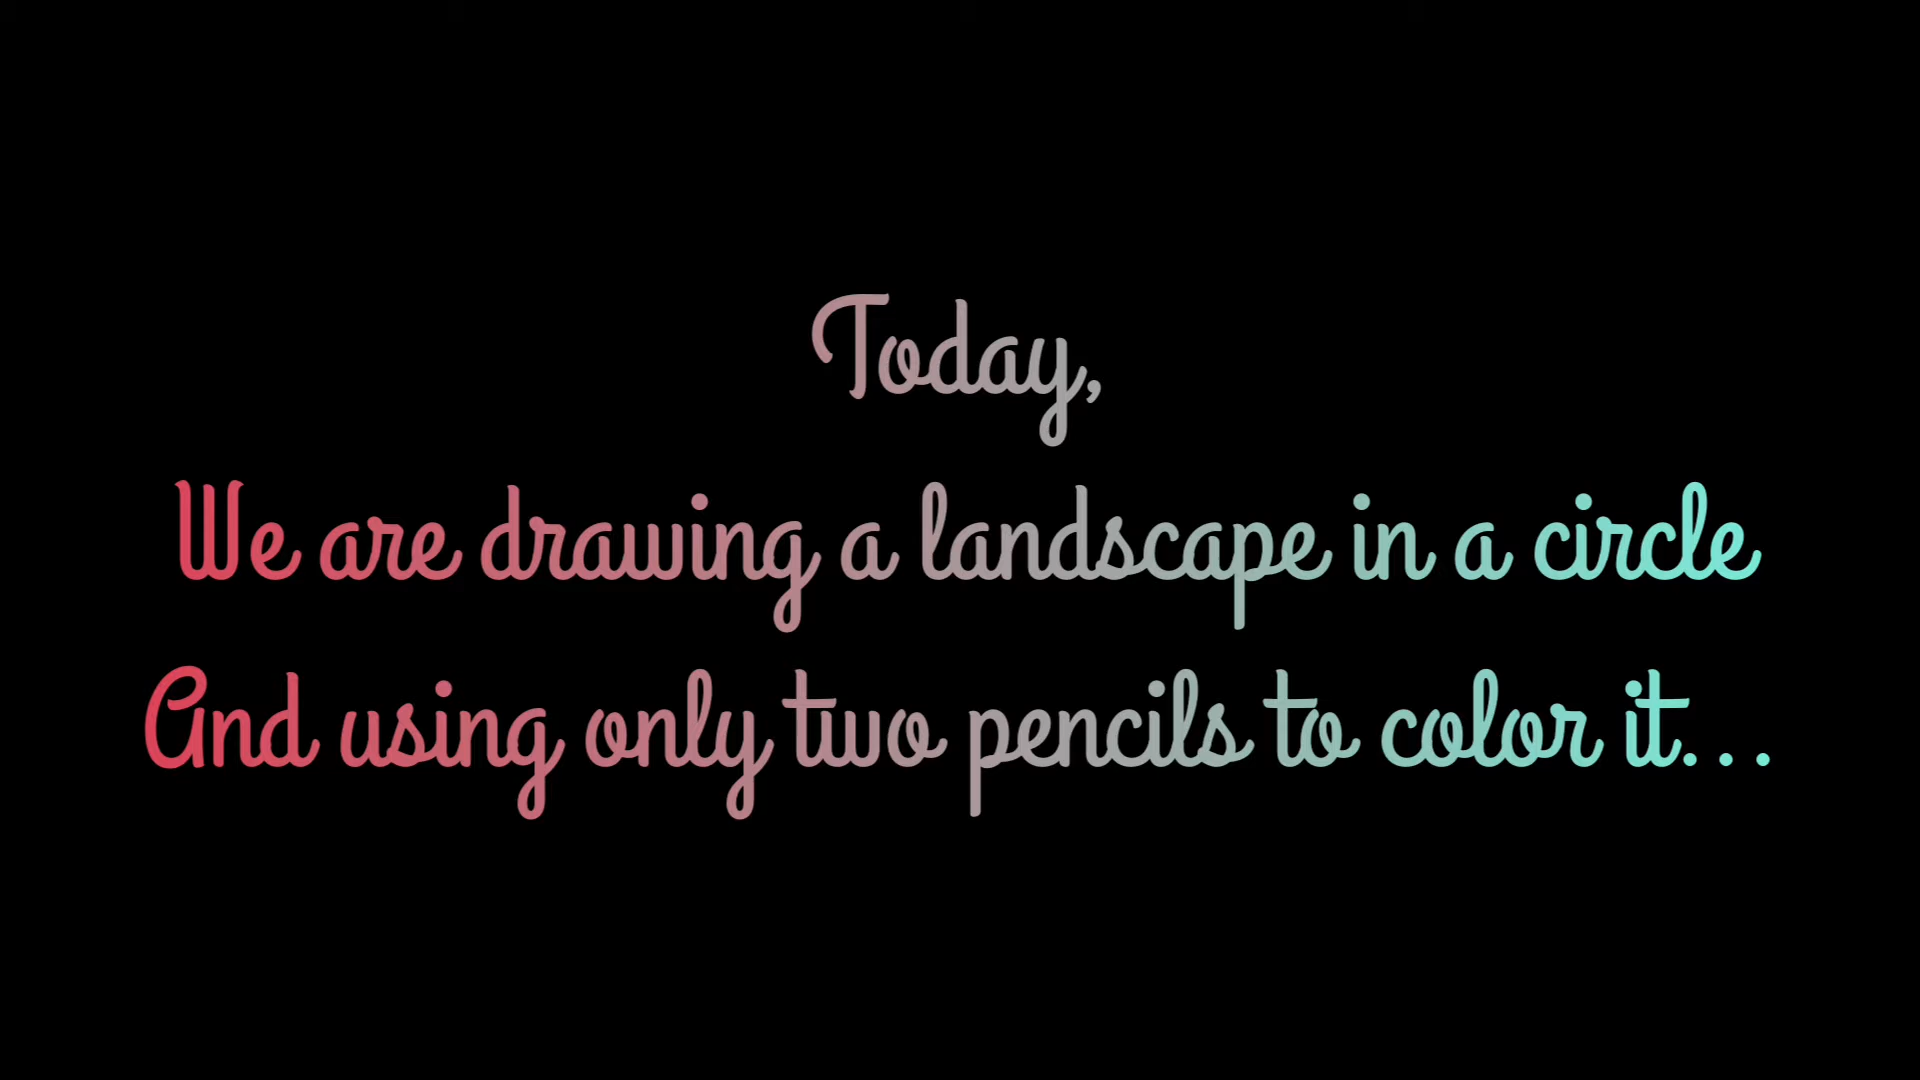 Today,
We are drawing a landscape in a circle
And using only two pencils to color it...